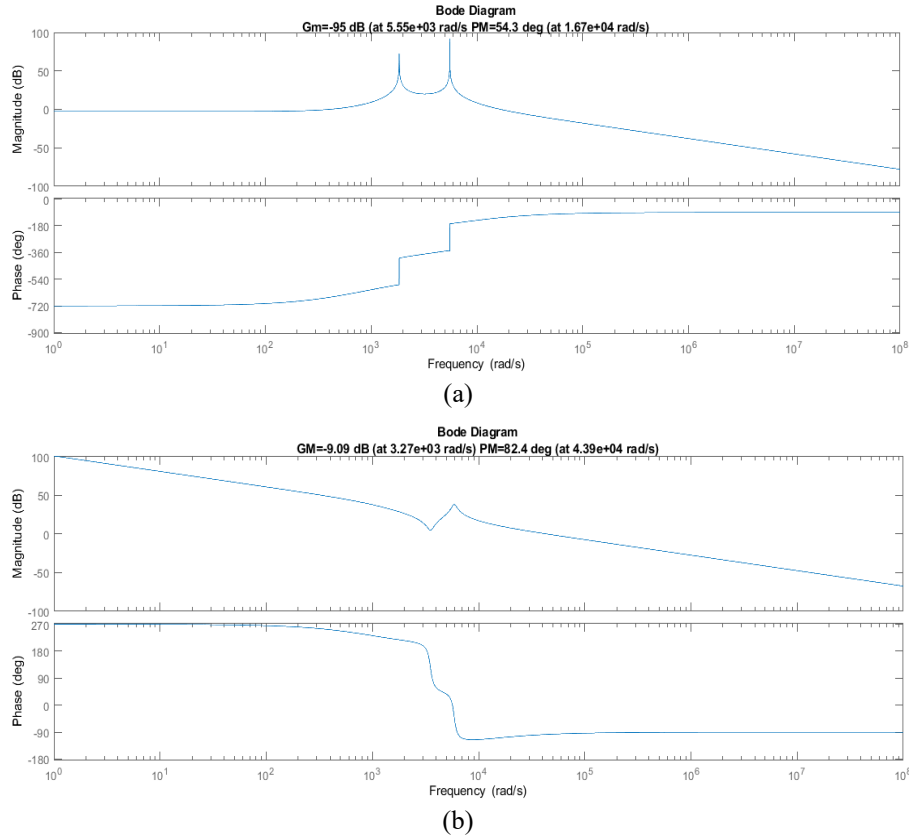 Bode Diagram
Gm=-95 dB (at 5.55e+03 rad/s PM=54.3 deg (at 1.67e+04 rad/s)
Magnitude (dB)
100
50
0
-50
-100
Phase (deg)
0
-180
-360
-540
-720
-900
10^0 10^1 10^2 10^3 10^4 10^5 10^6 10^7 10^8
Frequency (rad/s)
(a)
Bode Diagram
GM=-9.09 dB (at 3.27e+03 rad/s) PM=82.4 deg (at 4.39e+04 rad/s)
Magnitude (dB)
100
50
0
-50
-100
Phase (deg)
270
180
90
0
-90
-180
10^0 10^1 10^2 10^3 10^4 10^5 10^6 10^7 10^8
Frequency (rad/s)
(b)